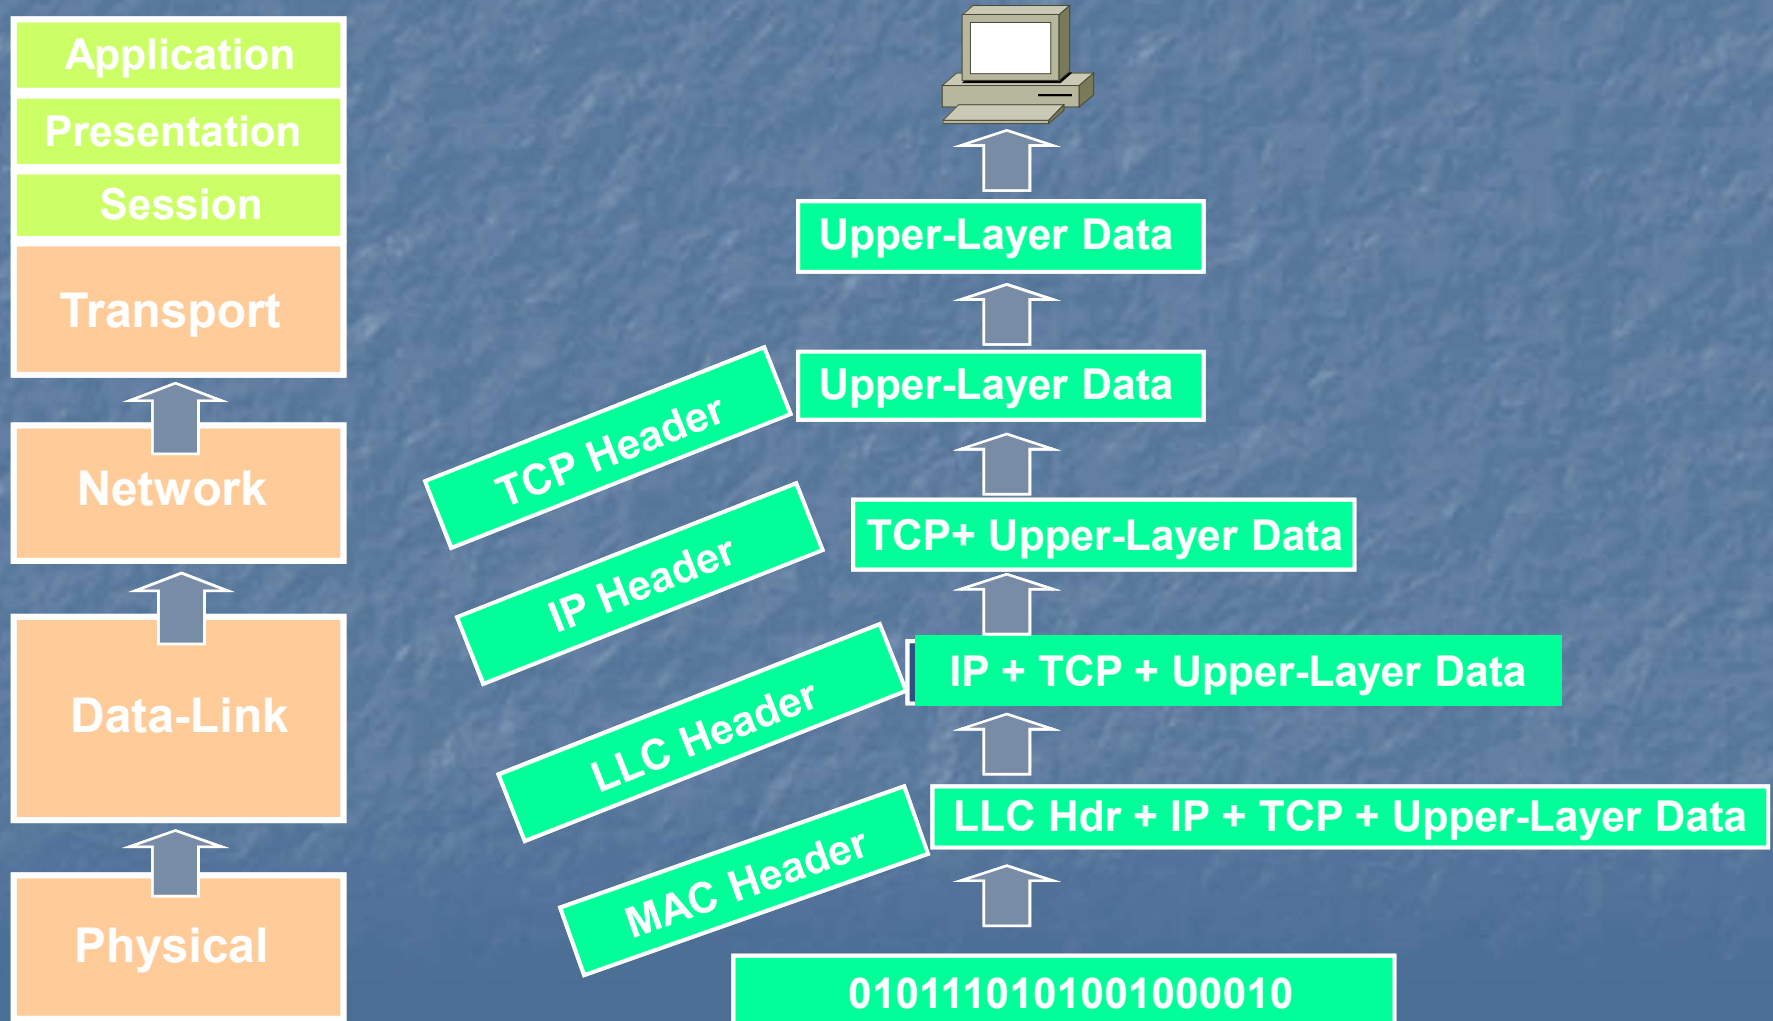 Application
Presentation
Session
Transport
Network
Data-Link
Physical
Upper-Layer Data
Upper-Layer Data
TCP Header
TCP+ Upper-Layer Data
IP Header
IP + TCP + Upper-Layer Data
LLC Header
LLC Hdr + IP + TCP + Upper-Layer Data
MAC Header
0101110101001000010